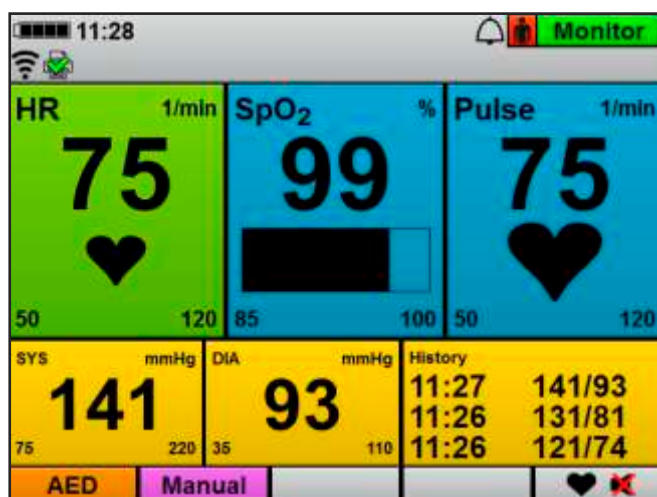 11:28 Monitor
HR 1/min SpO2 % Pulse 1/min
75 99 75
50 120 85 100 50 120
SYS mmHg DIA mmHg History
141 93
11:27 141/93
11:26 131/81
11:26 121/74
75 220 35 110
AED Manual